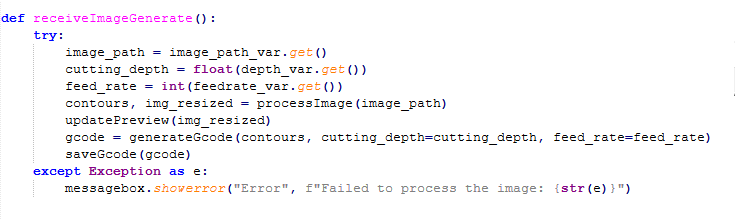 def receiveImageGenerate():
    try:
        image_path = image_path_var.get()
        cutting_depth = float(depth_var.get())
        feed_rate = int(feedrate_var.get())
        contours, img_resized = processImage(image_path)
        updatePreview(img_resized)
        gcode = generateGcode(contours, cutting_depth=cutting_depth, feed_rate=feed_rate)
        saveGcode(gcode)
    except Exception as e:
        messagebox.showerror("Error", f"Failed to process the image: {str(e)}")